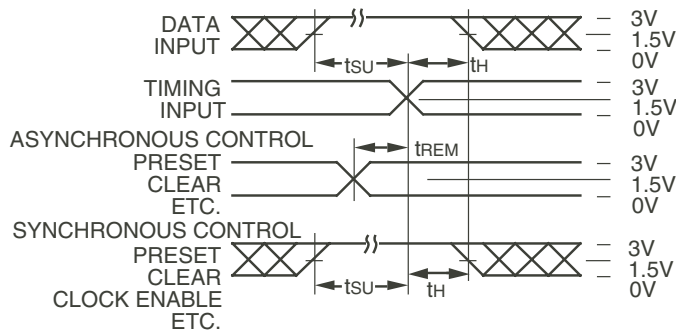 DATA
INPUT
3V
1.5V
0V
tSU
tH
TIMING
INPUT
3V
1.5V
0V
ASYNCHRONOUS CONTROL
tREM
PRESET
CLEAR
ETC.
3V
1.5V
0V
SYNCHRONOUS CONTROL
PRESET
CLEAR
CLOCK ENABLE
ETC.
3V
1.5V
0V
tSU
tH